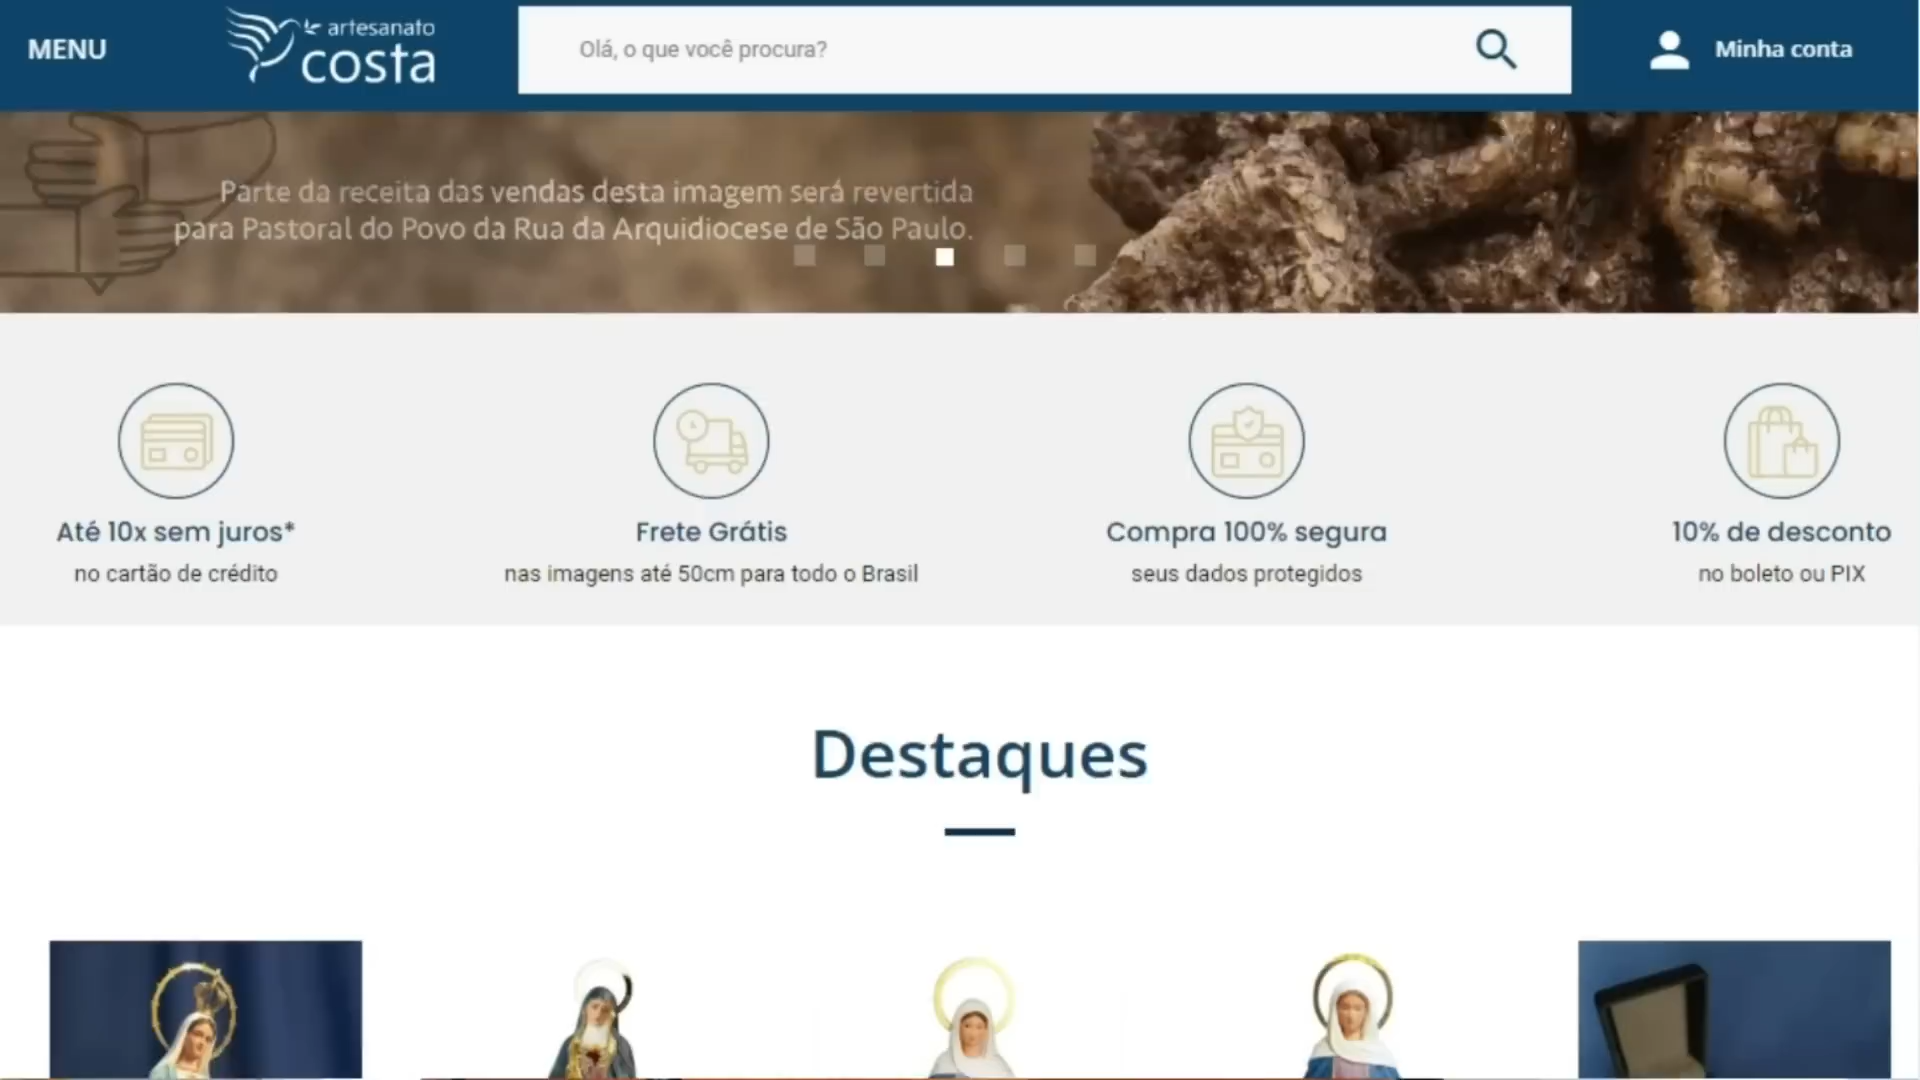 MENU
artesanato
costa
Olá, o que você procura?
Minha conta
Parte da receita das vendas desta imagem será revertida
para Pastoral do Povo da Rua da Arquidiocese de São Paulo.
Até 10x sem juros*
no cartão de crédito
Frete Grátis
nas imagens até 50cm para todo o Brasil
Compra 100% segura
seus dados protegidos
10% de desconto
no boleto ou PIX
Destaques